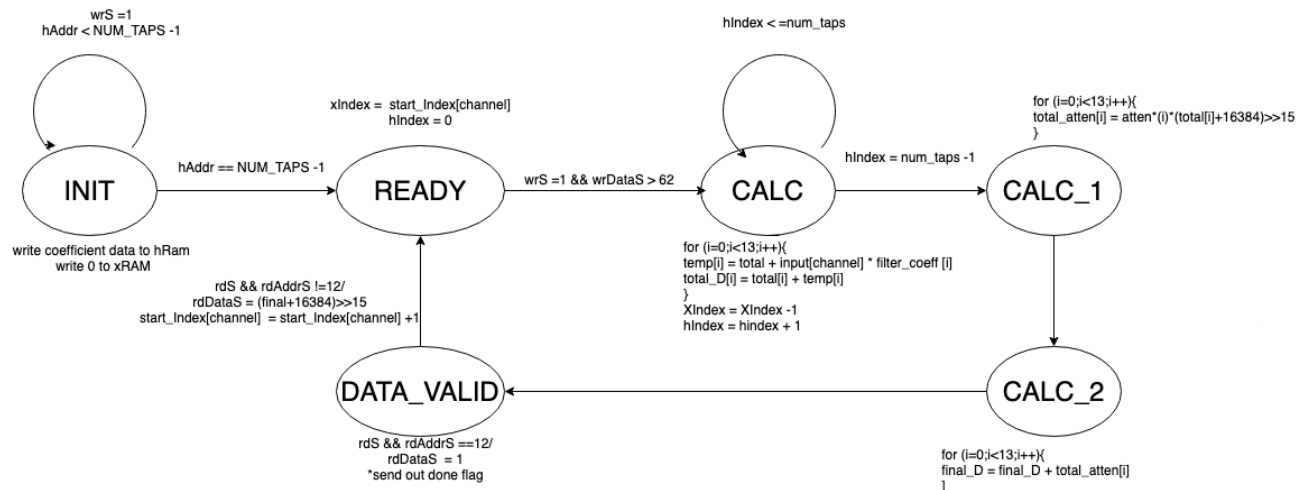 wrS =1
hAddr < NUM_TAPS -1
INIT
write coefficient data to hRam
write 0 to xRAM
hAddr == NUM_TAPS -1
xIndex = start_Index[channel]
hIndex = 0
READY
wrS =1 && wrDataS > 62
hIndex < =num_taps
CALC
for (i=0;i<13;i++){
temp[i] = total + input[channel] * filter_coeff [i]
total_D[i] = total[i] + temp[i]
}
XIndex = XIndex -1
hIndex = hindex + 1
hIndex = num_taps -1
for (i=0;i<13;i++){
total_atten[i] = atten*(i)*(total[i]+16384)>>15
}
CALC_1
CALC_2
for (i=0;i<13;i++){
final_D = final_D + total_atten[i]
}
DATA_VALID
rdS && rdAddrS ==12/
rdDataS = 1
*send out done flag
rdS && rdAddrS !=12/
rdDataS = (final+16384)>>15
start_Index[channel] = start_Index[channel] +1